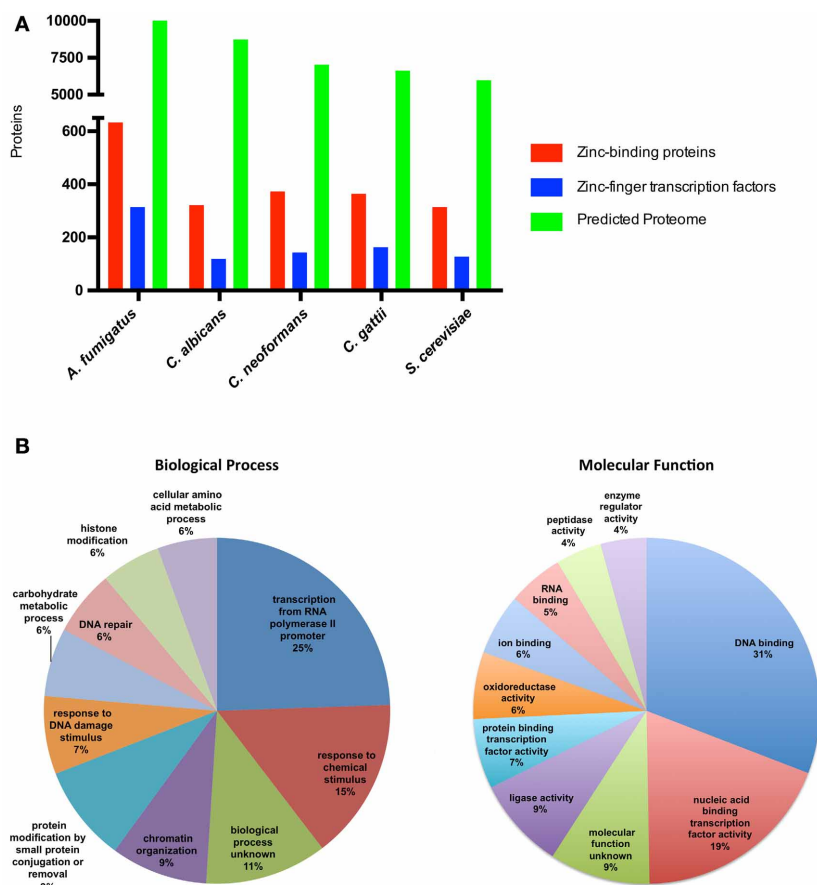 A
10000
7500
5000
600
400
200
0
Proteins
A. fumigatus
C. albicans
C. neoformans
C. gattii
S. cerevisiae
Zinc-binding proteins
Zinc-finger transcription factors
Predicted Proteome
B
Biological Process
transcription
from RNA
polymerase II
promoter
25%
response to
chemical
stimulus
15%
biological
process
unknown
11%
chromatin
organization
9%
protein
modification by
small protein
conjugation or
removal
response to
DNA damage
stimulus
7%
carbohydrate
metabolic
process
6%
DNA repair
6%
histone
modification
6%
cellular amino
acid metabolic
process
6%
Molecular Function
DNA binding
31%
nucleic acid
binding
transcription
factor activity
19%
molecular
function
unknown
9%
ligase activity
9%
protein binding
transcription
factor activity
7%
oxidoreductase
activity
6%
ion binding
6%
RNA
binding
5%
peptidase
activity
4%
enzyme
regulator
activity
4%